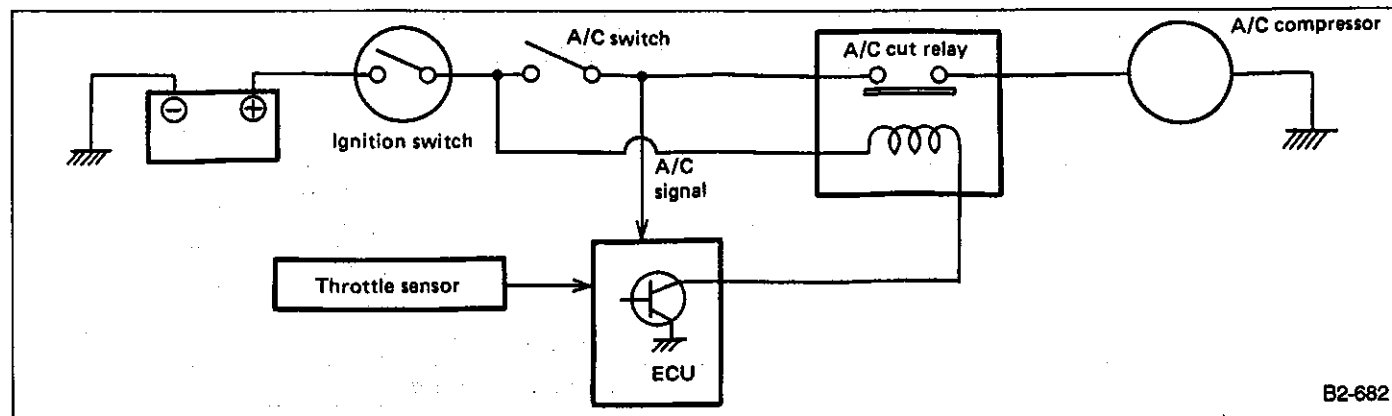 A/C compressor
A/C switch
A/C cut relay
Ignition switch
A/C
signal
Throttle sensor
ECU
B2-682